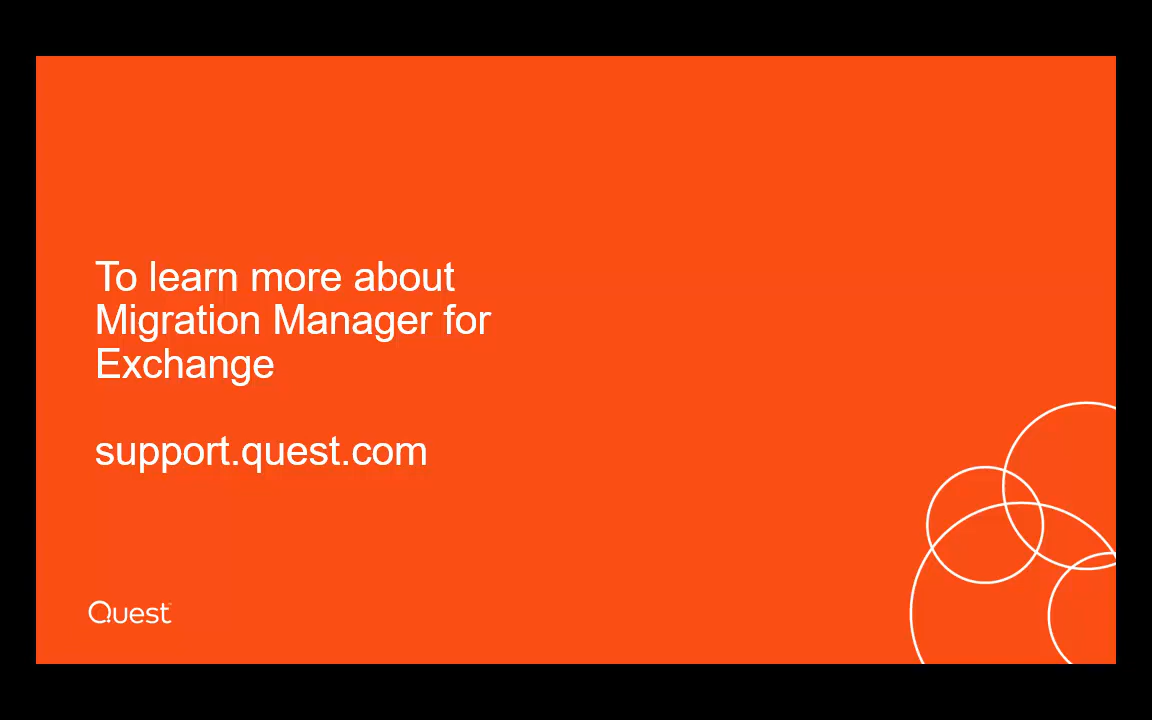 To learn more about
Migration Manager for
Exchange
support.quest.com
Quest